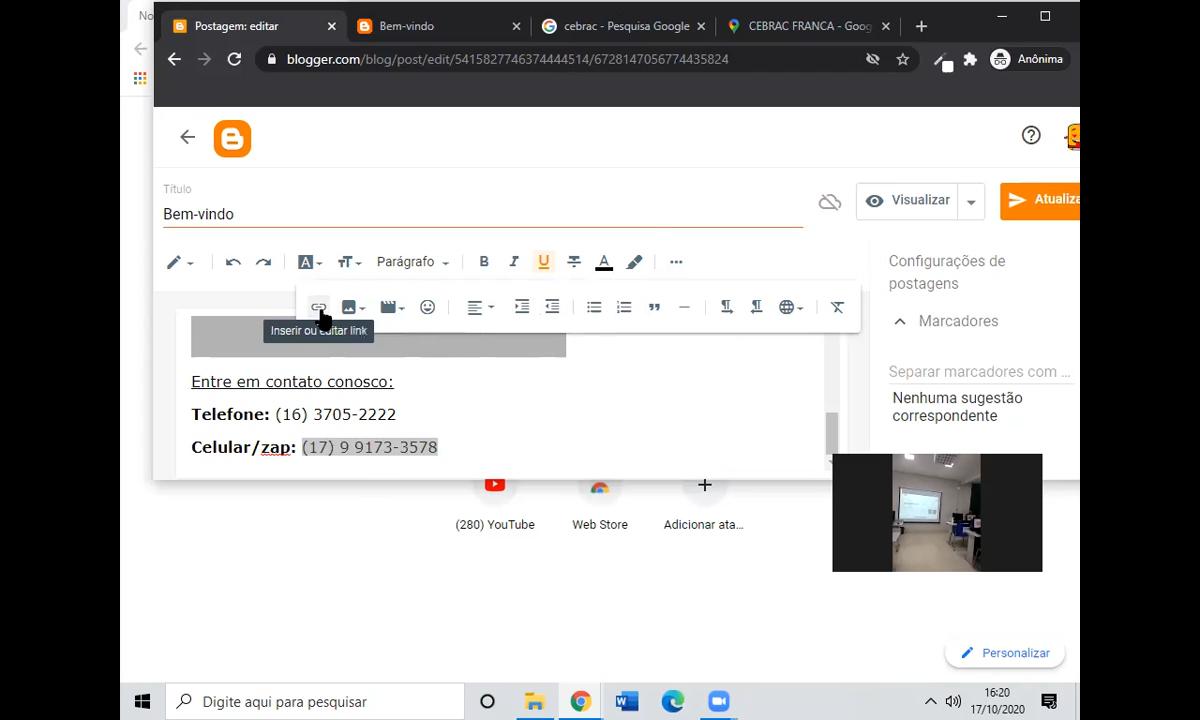 No
Postagem: editar
Bem-vindo
cebrac - Pesquisa Google
CEBRAC FRANCA - Goog
blogger.com/blog/post/edit/5415827746374444514/6728147056774435824
Anônima
Título
Bem-vindo
Visualizar
Atualiza
Parágrafo
B
I
U
A
Configurações de
postagens
Marcadores
Inserir ou editar link
Separar marcadores com ...
Nenhuma sugestão
correspondente
Entre em contato conosco:
Telefone: (16) 3705-2222
Celular/zap: (17) 9 9173-3578
(280) YouTube
Web Store
Adicionar ata...
Personalizar
Digite aqui para pesquisar
16:20
17/10/2020